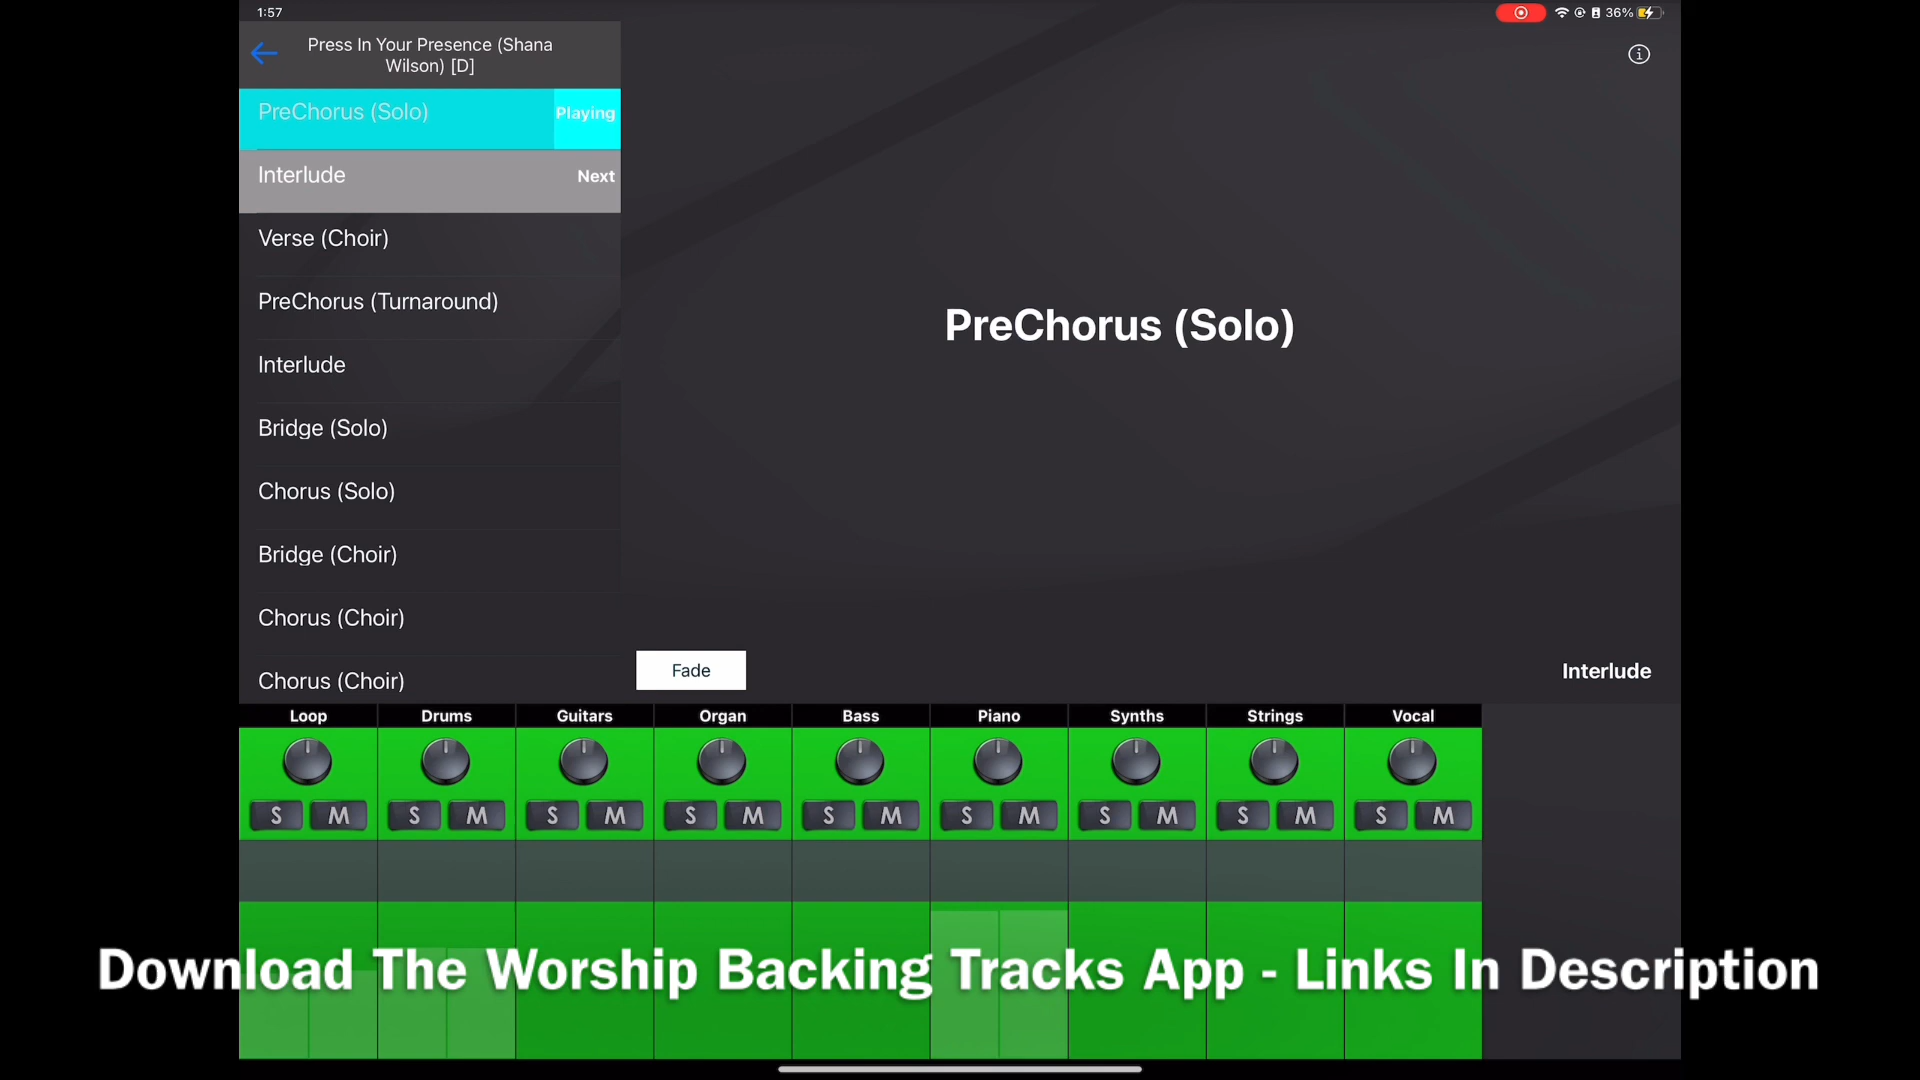 1:57
36%
Press In Your Presence (Shana
Wilson) [D]
PreChorus (Solo) Playing
Interlude Next
Verse (Choir)
PreChorus (Turnaround)
Interlude
Bridge (Solo)
Chorus (Solo)
Bridge (Choir)
Chorus (Choir)
Chorus (Choir)
PreChorus (Solo)
Fade
Interlude
Loop Drums Guitars Organ Bass Piano Synths Strings Vocal
S M S M S M S M S M S M S M S M S M
Download The Worship Backing Tracks App - Links In Description